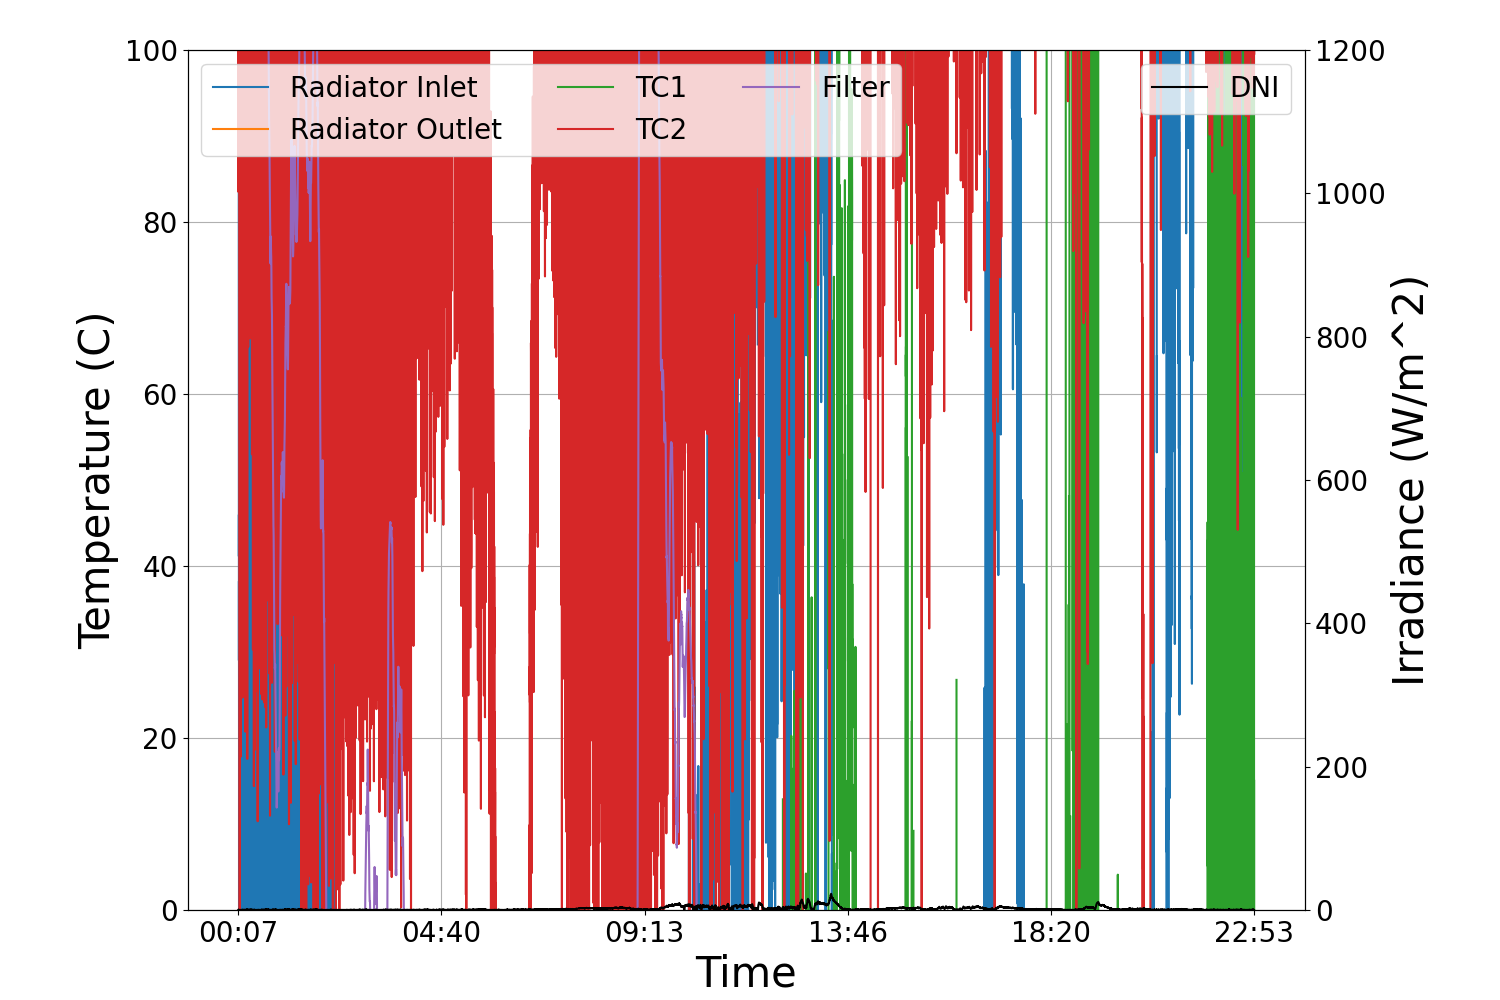 100
80
60
40
20
0
Temperature (C)
Radiator Inlet
Radiator Outlet
TC1
TC2
Filter
DNI
1200
1000
800
600
400
200
0
Irradiance (W/m^2)
00:07 04:40 09:13 13:46 18:20 22:53
Time